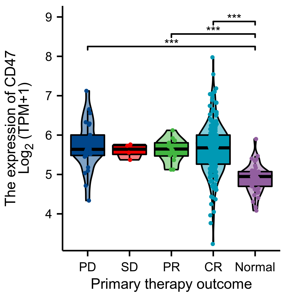 ***
***
***
9
8
7
6
5
4
The expression of CD47
Log2 (TPM+1)
PD SD PR CR Normal
Primary therapy outcome